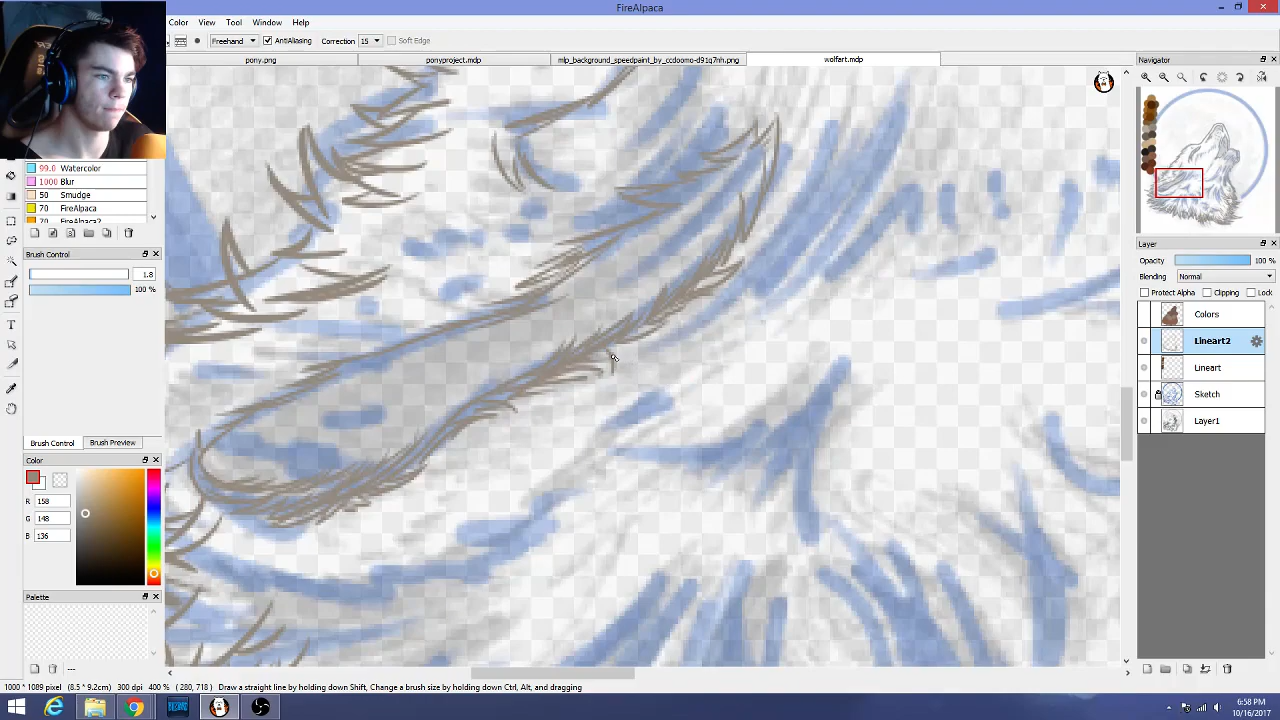 FireAlpaca
Color View Tool Window Help
Freehand AntiAliasing Correction 15 Soft Edge
pony.png ponyproject.mdp mlp_background_speedpaint_by_ccdoomo-d91q7nh.png wolfart.mdp
Navigator
99.0 Watercolor
1000 Blur
50 Smudge
70 FireAlpaca
70 FireAlpaca2
Brush Control
1.8
100 %
Brush Control Brush Preview
Color
R 158
G 148
B 136
Palette
---
Layer
Opacity 100 %
Blending Normal
Protect Alpha Clipping Lock
Colors
Lineart2
Lineart
Sketch
Layer1
1000 * 1089 pixel (8.5 * 9.2cm) 300 dpi 400 % ( 280, 718 ) Draw a straight line by holding down Shift, Change a brush size by holding down Ctrl, Alt, and dragging
6:58 PM
10/16/2017